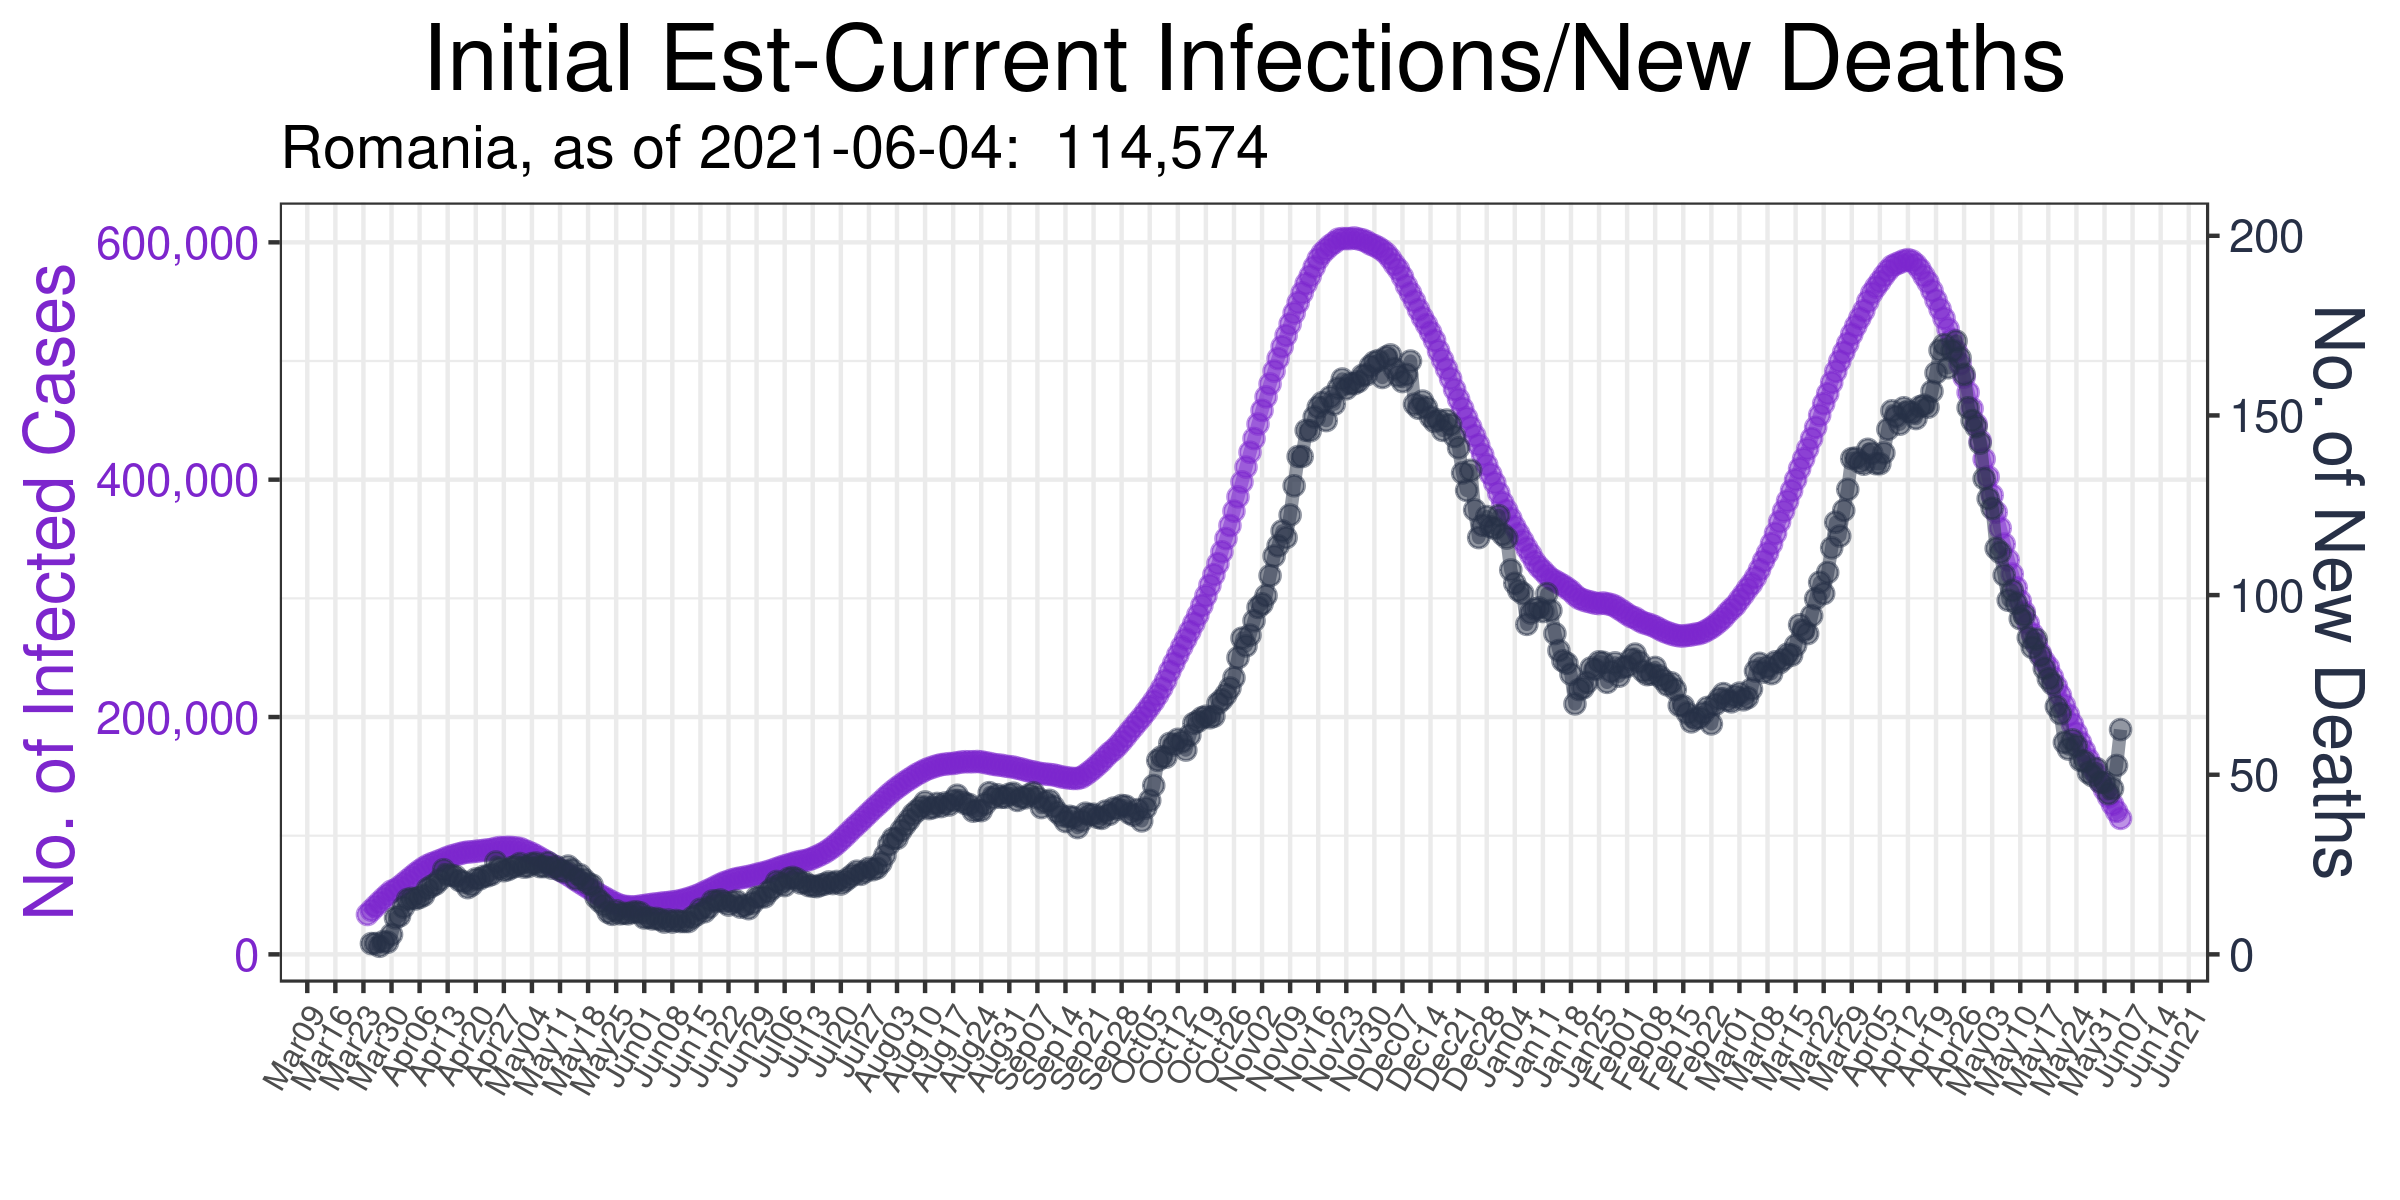 Initial Est-Current Infections/New Deaths
Romania, as of 2021-06-04:  114,574
No. of Infected Cases
600,000
400,000
200,000
0
200
150
100
50
0
No. of New Deaths
Mar09
Mar16
Mar23
Mar30
Apr06
Apr13
Apr20
Apr27
May04
May11
May18
May25
Jun01
Jun08
Jun15
Jun22
Jun29
Jul06
Jul13
Jul20
Jul27
Aug03
Aug10
Aug17
Aug24
Aug31
Sep07
Sep14
Sep21
Sep28
Oct05
Oct12
Oct19
Oct26
Nov02
Nov09
Nov16
Nov23
Nov30
Dec07
Dec14
Dec21
Dec28
Jan04
Jan11
Jan18
Jan25
Feb01
Feb08
Feb15
Feb22
Mar01
Mar08
Mar15
Mar22
Mar29
Apr05
Apr12
Apr19
Apr26
May03
May10
May17
May24
May31
Jun07
Jun14
Jun21